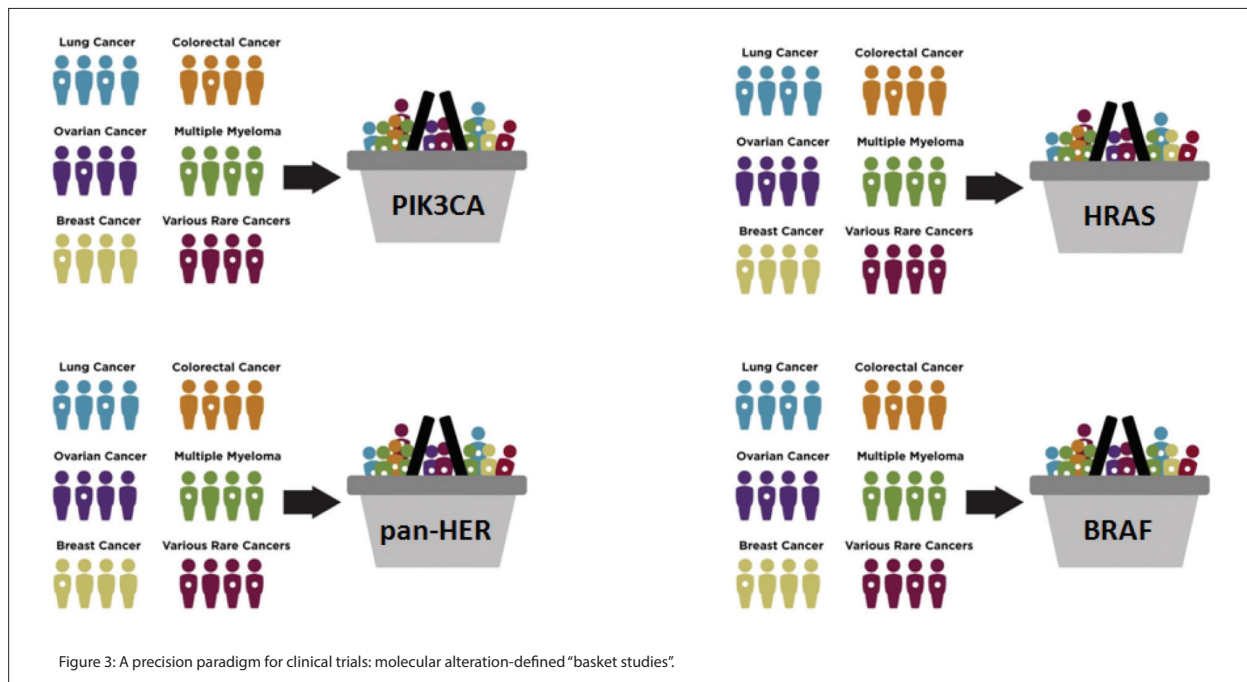 Lung Cancer
Colorectal Cancer
Ovarian Cancer
Multiple Myeloma
Breast Cancer
Various Rare Cancers
PIK3CA
Lung Cancer
Colorectal Cancer
Ovarian Cancer
Multiple Myeloma
Breast Cancer
Various Rare Cancers
HRAS
Lung Cancer
Colorectal Cancer
Ovarian Cancer
Multiple Myeloma
Breast Cancer
Various Rare Cancers
pan-HER
Lung Cancer
Colorectal Cancer
Ovarian Cancer
Multiple Myeloma
Breast Cancer
Various Rare Cancers
BRAF
Figure 3: A precision paradigm for clinical trials: molecular alteration-defined “basket studies”.